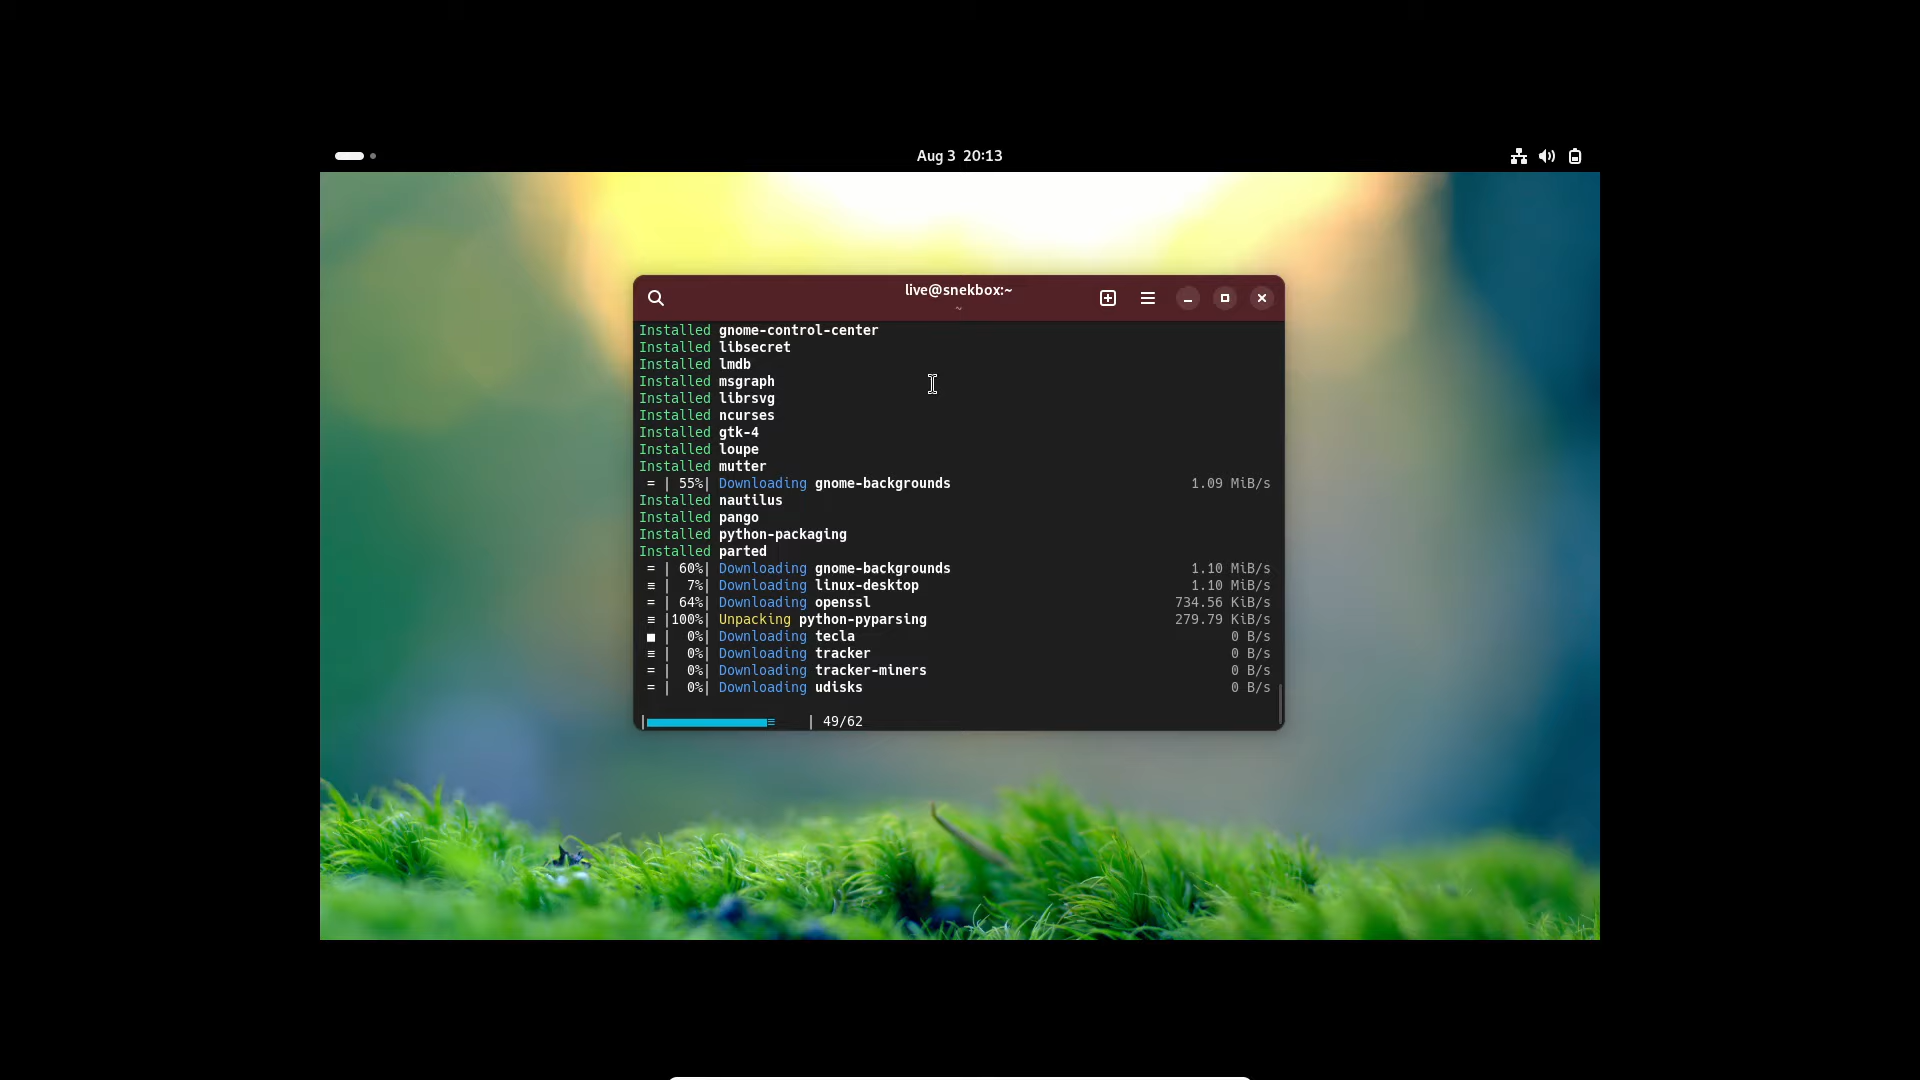 Aug 3 20:13
live@snekbox:~
~
Installed gnome-control-center
Installed libsecret
Installed lmdb
Installed msgraph
Installed librsvg
Installed ncurses
Installed gtk-4
Installed loupe
Installed mutter
= | 55%| Downloading gnome-backgrounds 1.09 MiB/s
Installed nautilus
Installed pango
Installed python-packaging
Installed parted
= | 60%| Downloading gnome-backgrounds 1.10 MiB/s
≡ | 7%| Downloading linux-desktop 1.10 MiB/s
= | 64%| Downloading openssl 734.56 KiB/s
≡ |100%| Unpacking python-pyparsing 279.79 KiB/s
■ | 0%| Downloading tecla 0 B/s
≡ | 0%| Downloading tracker 0 B/s
= | 0%| Downloading tracker-miners 0 B/s
= | 0%| Downloading udisks 0 B/s
| ≡ | 49/62